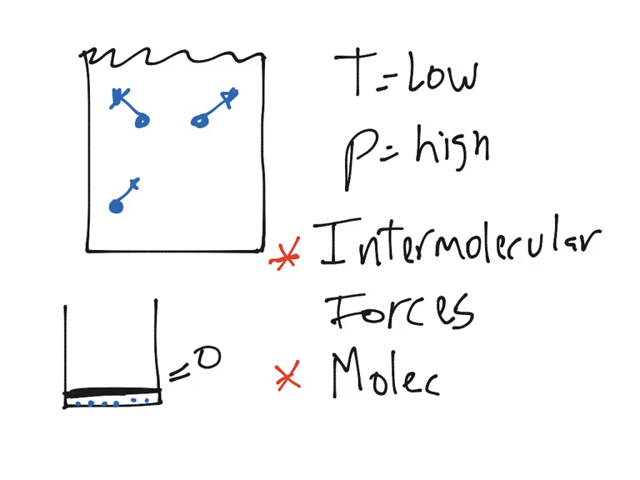 T=Low
P=high
* Intermolecular
Forces
=0
* Molec